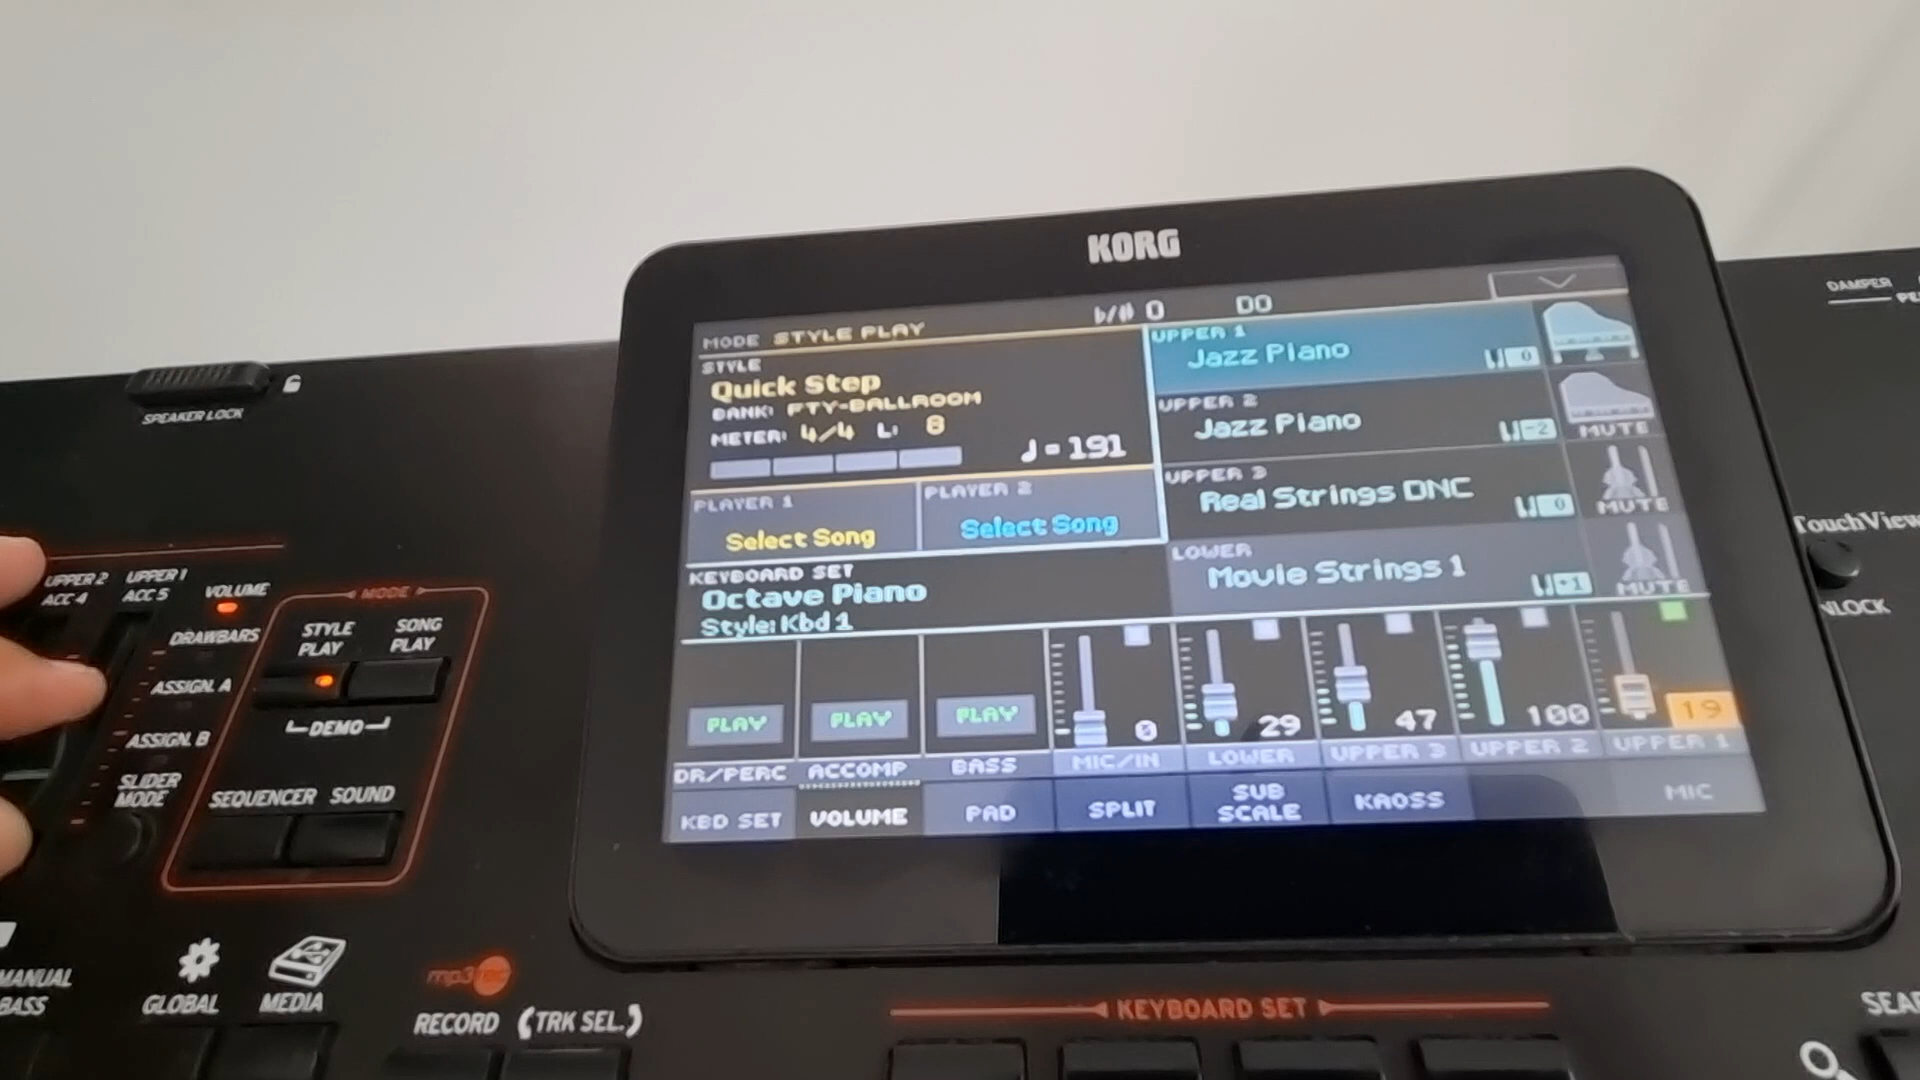 KORG
DAMPER
SPEAKER LOCK
♭/# 0 DO
MODE STYLE PLAY
STYLE
Quick Step
BANK: FTY-BALLROOM
METER: 4/4 L: 8
♩=191
PLAYER 1
Select Song
PLAYER 2
Select Song
KEYBOARD SET
Octave Piano
Style: Kbd 1
UPPER 1
Jazz Piano
0
UPPER 2
Jazz Piano
-2
MUTE
UPPER 3
Real Strings DNC
0
MUTE
LOWER
Movie Strings 1
+1
MUTE
PLAY PLAY PLAY 0 29 47 100 19
DR/PERC ACCOMP BASS MIC/IN LOWER UPPER 3 UPPER 2 UPPER 1
KBD SET VOLUME PAD SPLIT SUB SCALE KAOSS MIC
UPPER 2
ACC 4
UPPER 1
ACC 5
VOLUME
DRAWBARS
ASSIGN. A
ASSIGN. B
SLIDER
MODE
MODE
STYLE
PLAY
SONG
PLAY
DEMO
SEQUENCER SOUND
MANUAL
BASS
GLOBAL
MEDIA
mp3
RECORD (TRK SEL.)
KEYBOARD SET
TouchView